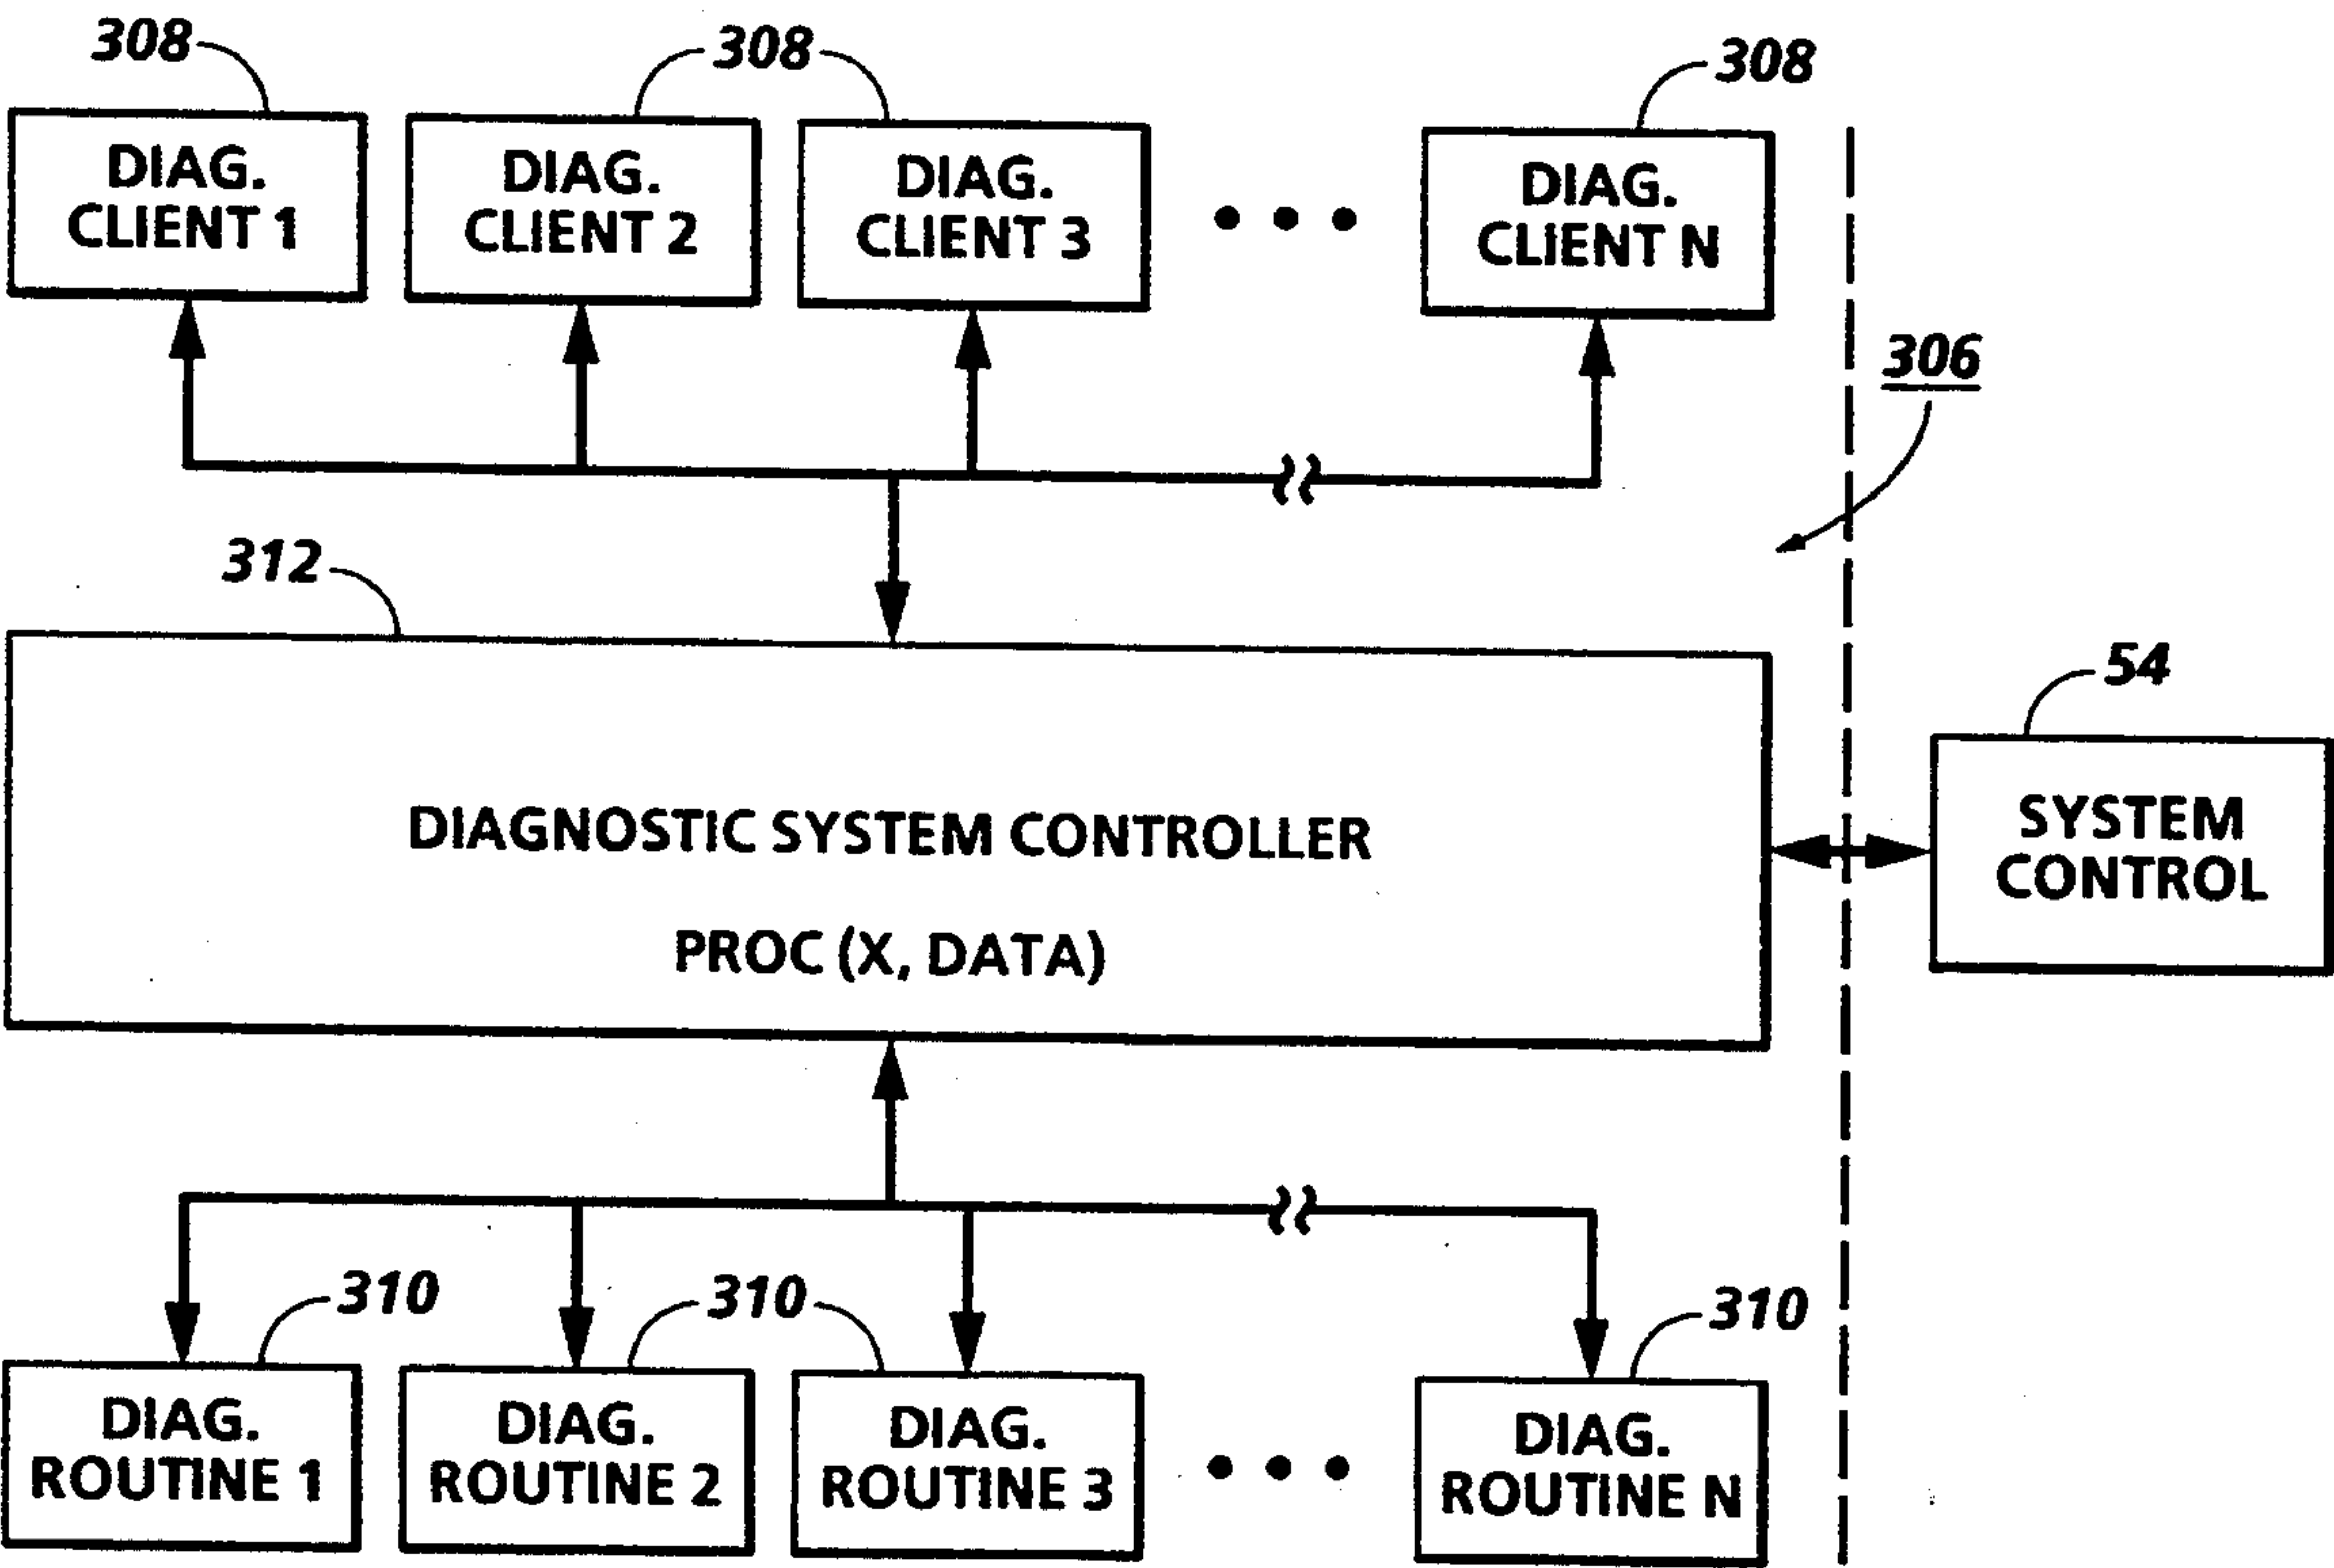 308
308
308
DIAG.
CLIENT 1
DIAG.
CLIENT 2
DIAG.
CLIENT 3
DIAG.
CLIENT N
306
312
54
DIAGNOSTIC SYSTEM CONTROLLER
PROC (X, DATA)
SYSTEM
CONTROL
310
310
310
DIAG.
ROUTINE 1
DIAG.
ROUTINE 2
DIAG.
ROUTINE 3
DIAG.
ROUTINE N